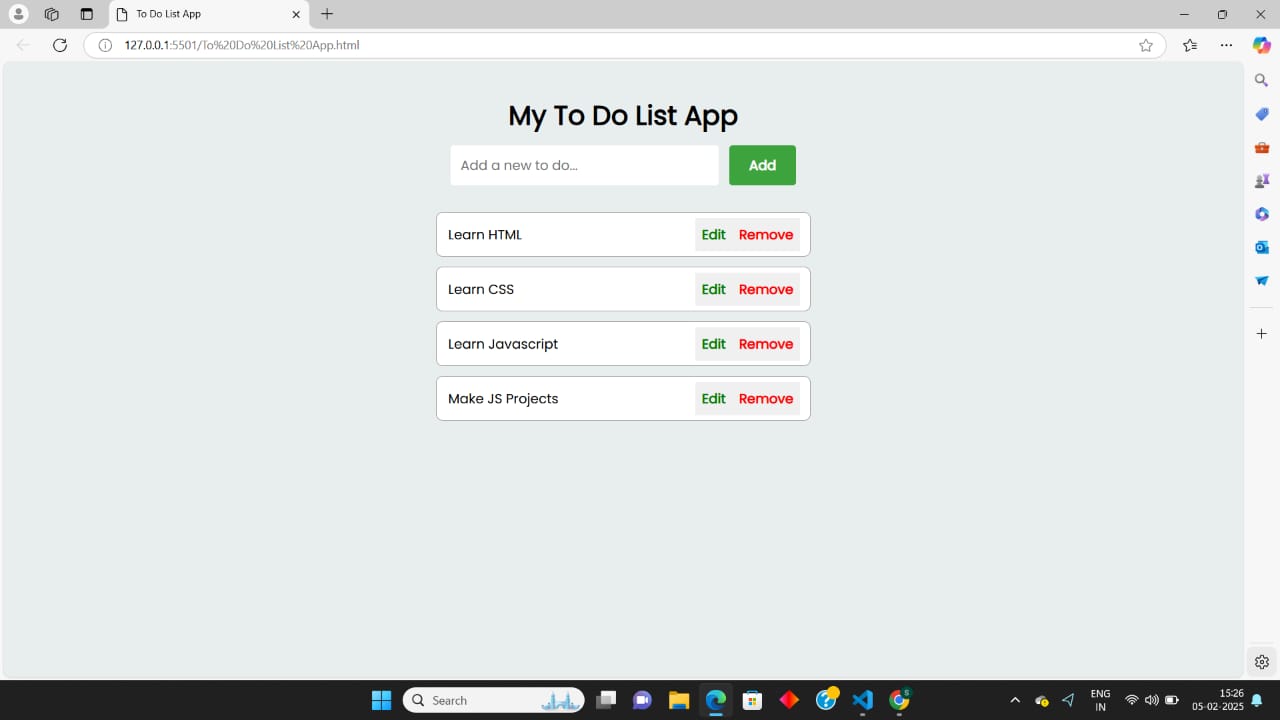 To Do List App
127.0.0.1:5501/To%20Do%20List%20App.html
My To Do List App
Add a new to do...
Add
Learn HTML Edit Remove
Learn CSS Edit Remove
Learn Javascript Edit Remove
Make JS Projects Edit Remove
Search
ENG
IN
15:26
05-02-2025